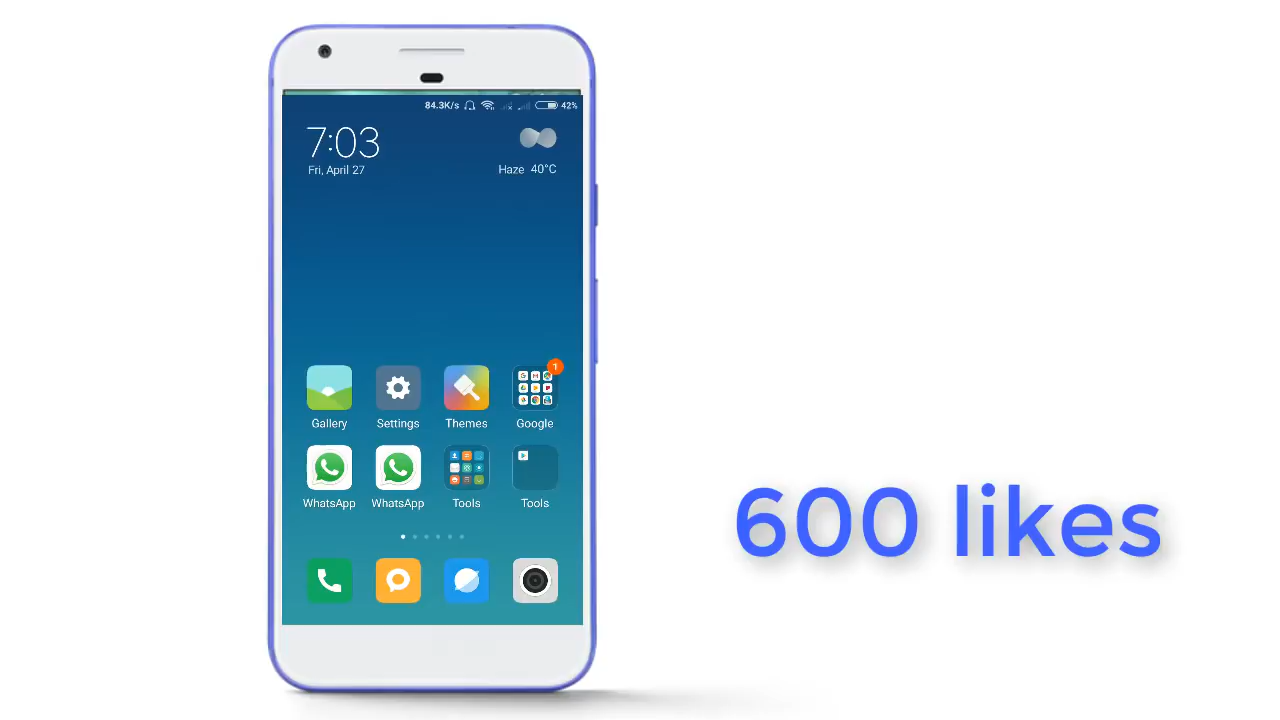 84.3K/s 42%
7:03
Fri, April 27
Haze 40°C
1
Gallery Settings Themes Google
WhatsApp WhatsApp Tools Tools
600 likes